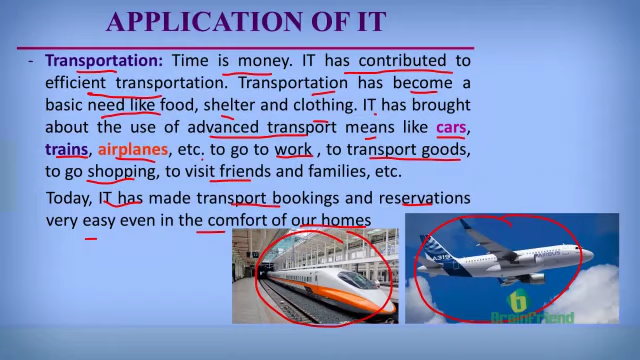 APPLICATION OF IT
- Transportation: Time is money. IT has contributed to
efficient transportation. Transportation has become a
basic need like food, shelter and clothing. IT has brought
about the use of advanced transport means like cars,
trains, airplanes, etc. to go to work , to transport goods,
to go shopping, to visit friends and families, etc.
Today, IT has made transport bookings and reservations
very easy even in the comfort of our homes
A319
AIRBUS
BrainFriend